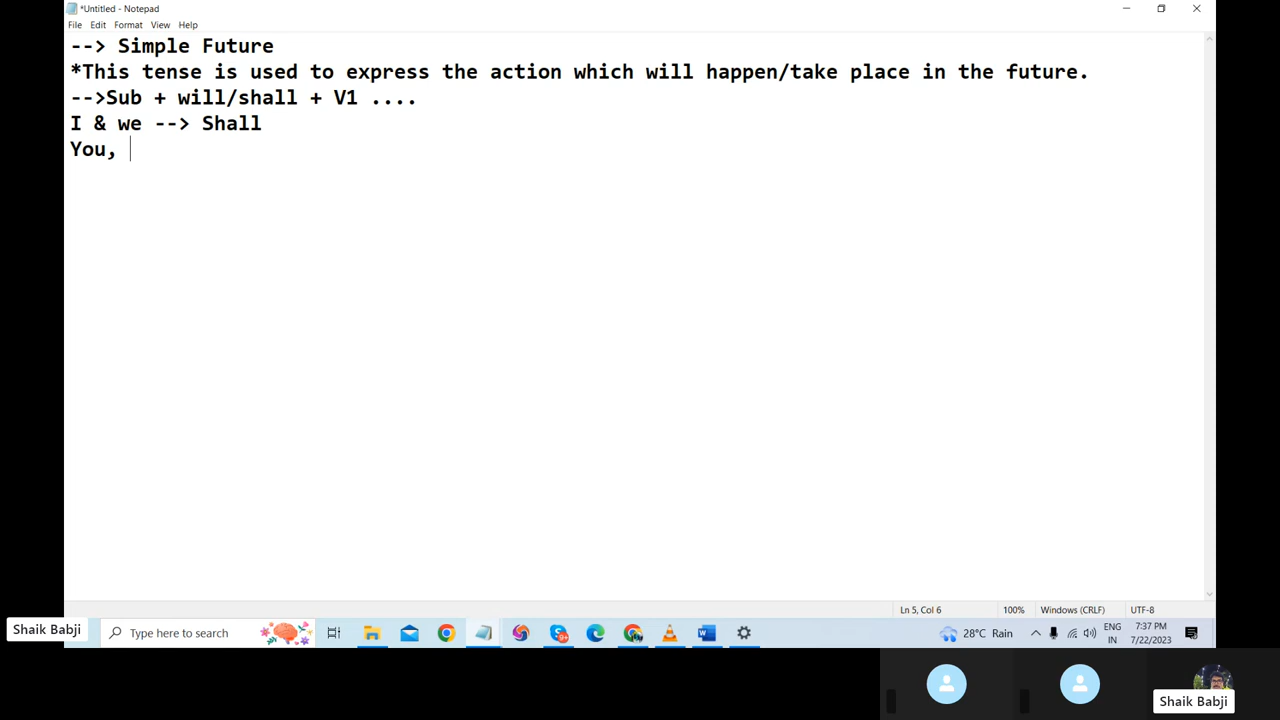 *Untitled - Notepad
File Edit Format View Help
--> Simple Future
*This tense is used to express the action which will happen/take place in the future.
-->Sub + will/shall + V1 ....
I & we --> Shall
You,
Ln 5, Col 6 100% Windows (CRLF) UTF-8
Shaik Babji
Type here to search
28°C Rain
ENG
IN
7:37 PM
7/22/2023
Shaik Babji